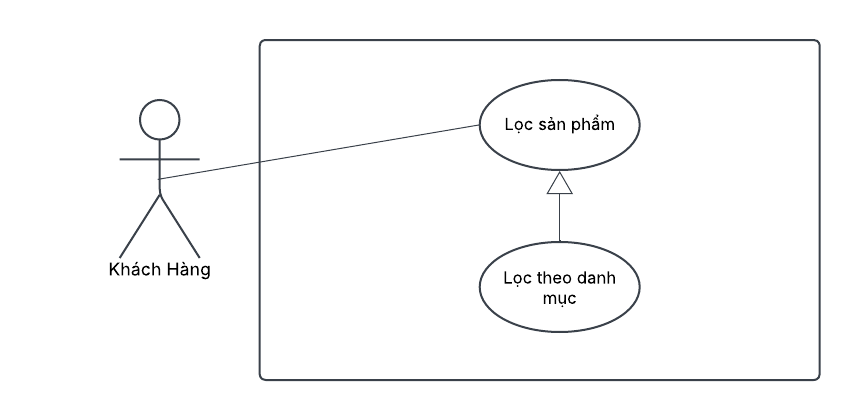 Lọc sản phẩm
Khách Hàng
Lọc theo danh
mục